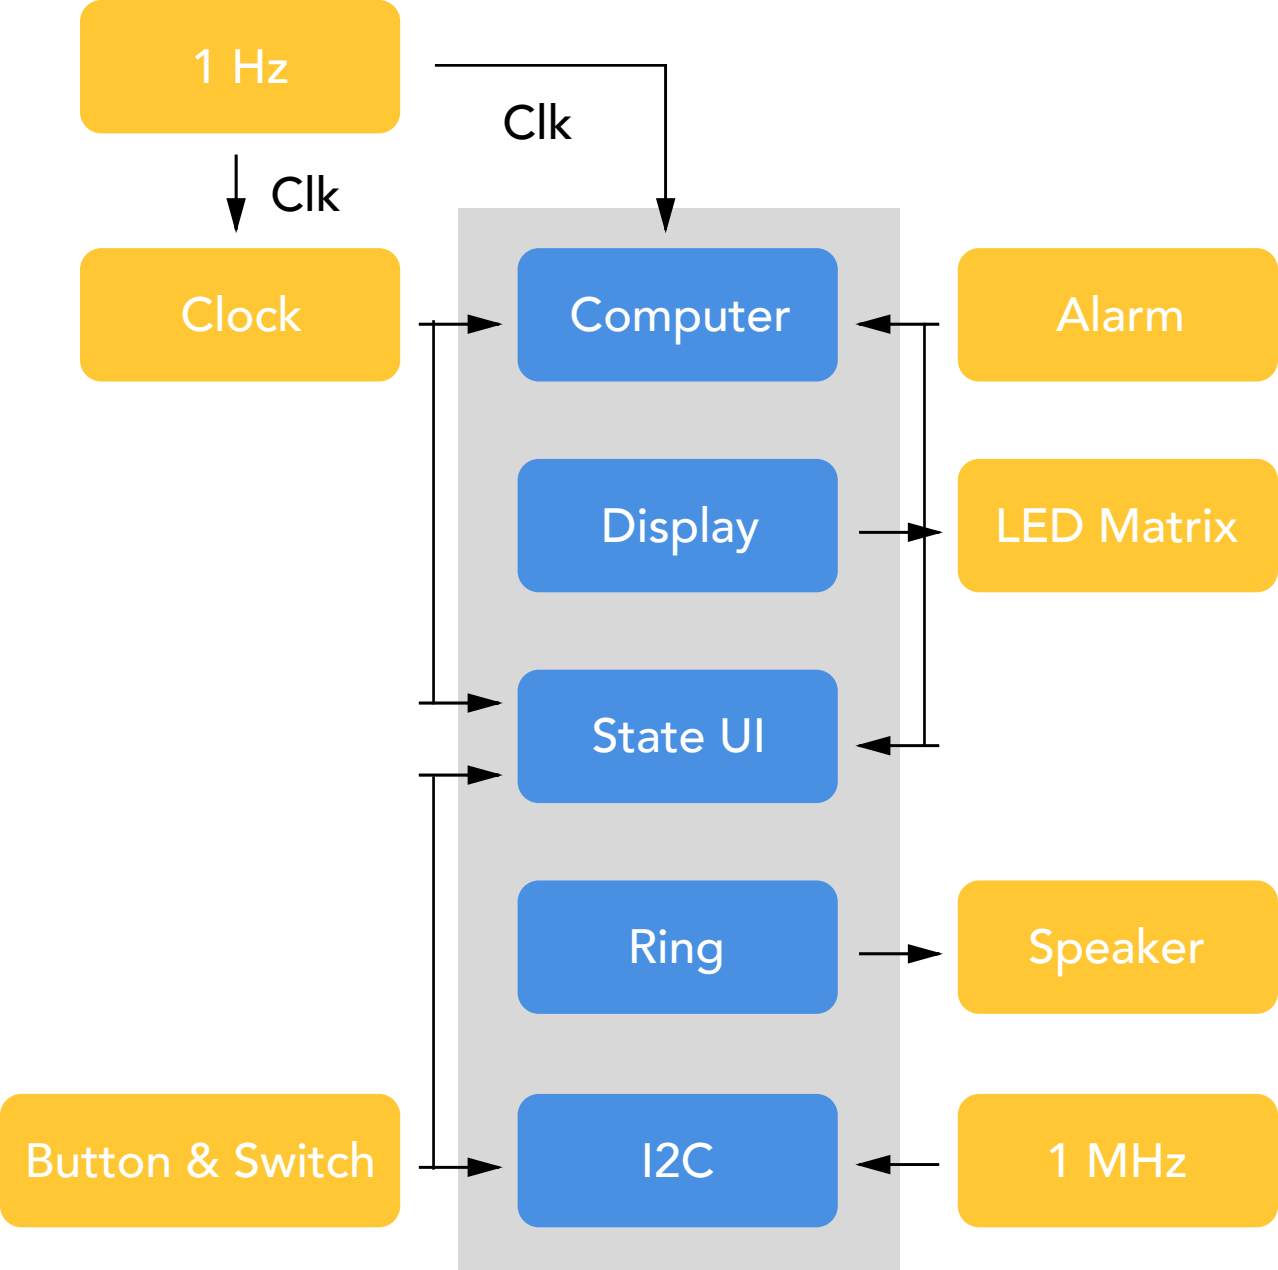 1 Hz
Clk
Clk
Clock
Computer
Alarm
Display
LED Matrix
State UI
Ring
Speaker
Button & Switch
I2C
1 MHz